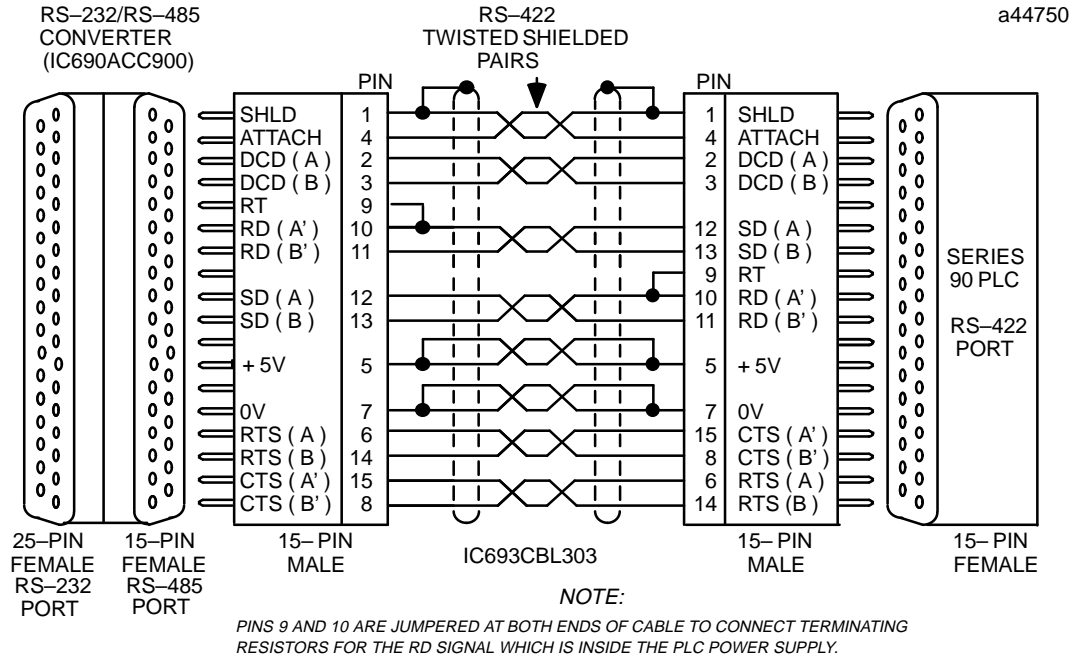 RS–232/RS–485
CONVERTER
(IC690ACC900)
RS–422
TWISTED SHIELDED
PAIRS
a44750
PIN
SHLD 1
ATTACH 4
DCD ( A ) 2
DCD ( B ) 3
RT 9
RD ( A' ) 10
RD ( B' ) 11
SD ( A ) 12
SD ( B ) 13
+ 5V 5
0V 7
RTS ( A ) 6
RTS ( B ) 14
CTS ( A' ) 15
CTS ( B' ) 8
PIN
1 SHLD
4 ATTACH
2 DCD ( A )
3 DCD ( B )
12 SD ( A )
13 SD ( B )
9 RT
10 RD ( A' )
11 RD ( B' )
5 + 5V
7 0V
15 CTS ( A' )
8 CTS ( B' )
6 RTS ( A )
14 RTS (B )
SERIES
90 PLC
RS–422
PORT
25–PIN
FEMALE
RS–232
PORT
15–PIN
FEMALE
RS–485
PORT
15– PIN
MALE
IC693CBL303
15– PIN
MALE
15– PIN
FEMALE
NOTE:
PINS 9 AND 10 ARE JUMPERED AT BOTH ENDS OF CABLE TO CONNECT TERMINATING
RESISTORS FOR THE RD SIGNAL WHICH IS INSIDE THE PLC POWER SUPPLY.